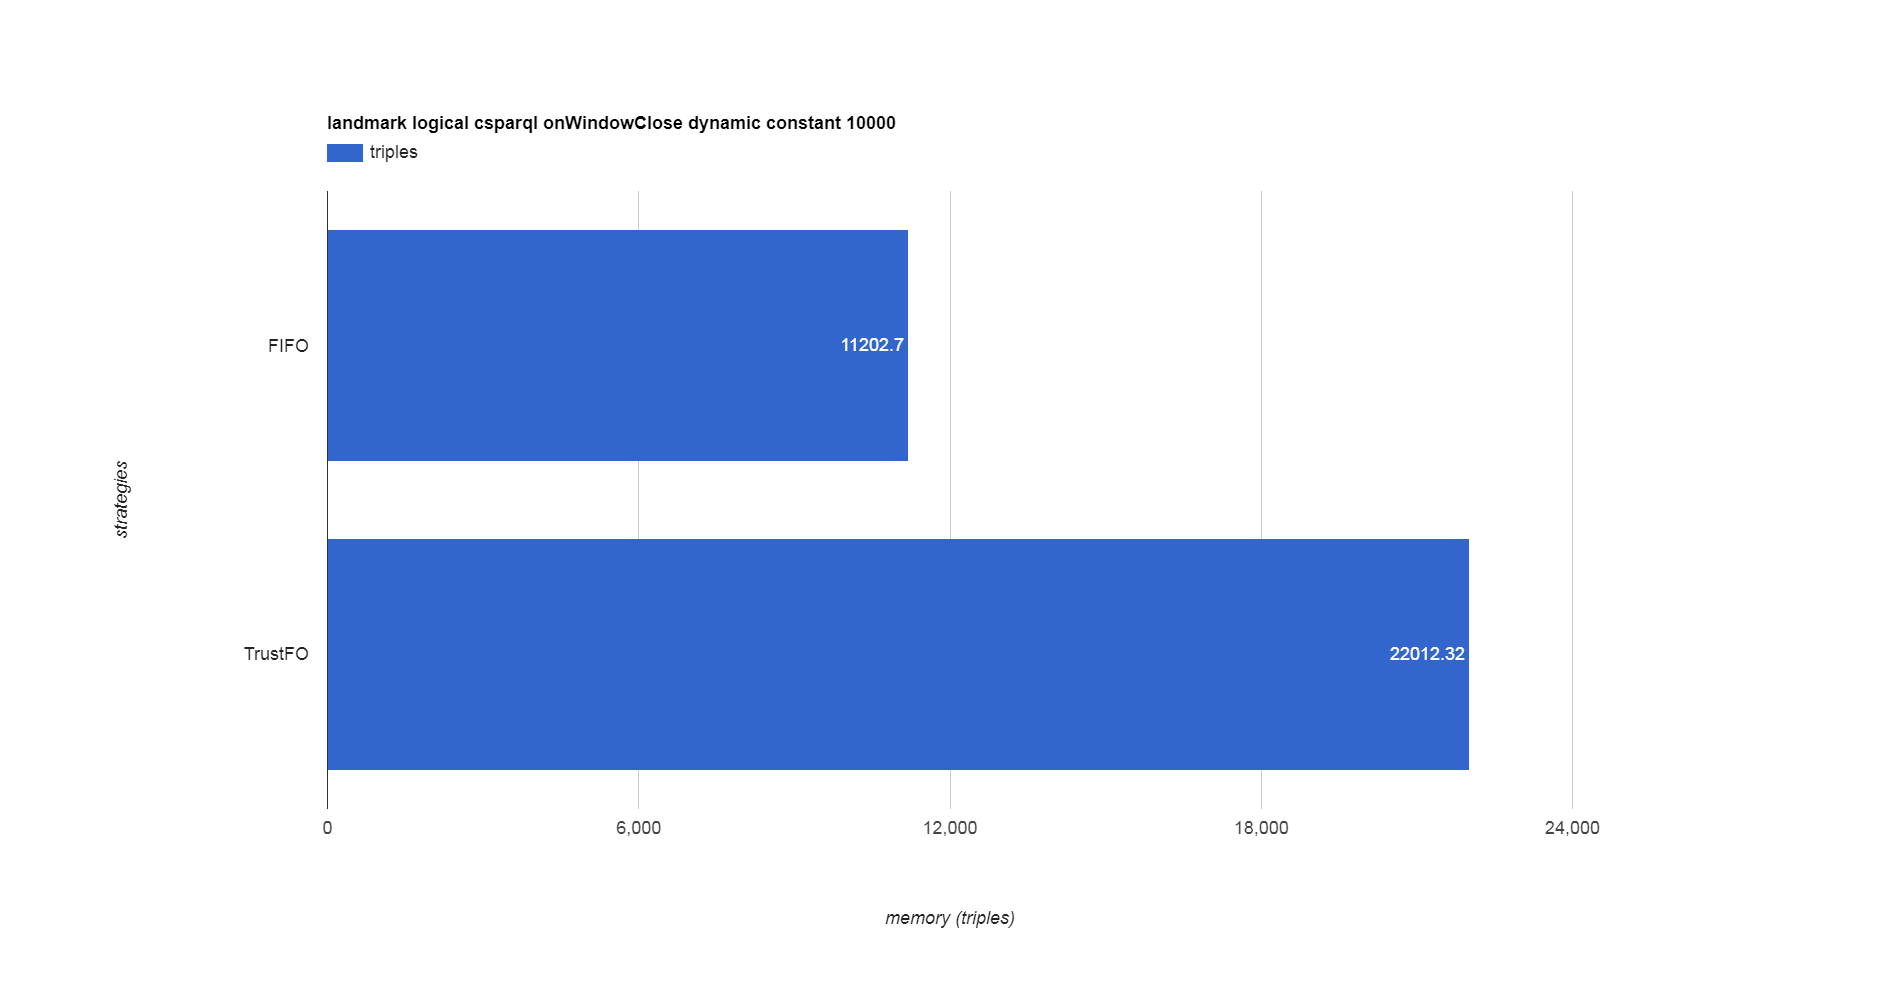 landmark logical csparql onWindowClose dynamic constant 10000
triples
FIFO
11202.7
strategies
TrustFO
22012.32
0
6,000
12,000
18,000
24,000
memory (triples)